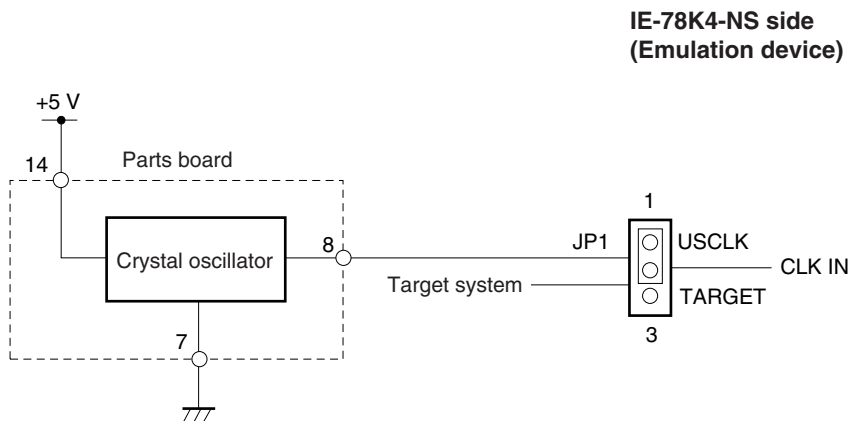 IE-78K4-NS side
(Emulation device)
+5 V
14
Parts board
1
8
JP1
USCLK
Crystal oscillator
CLK IN
Target system
TARGET
7
3